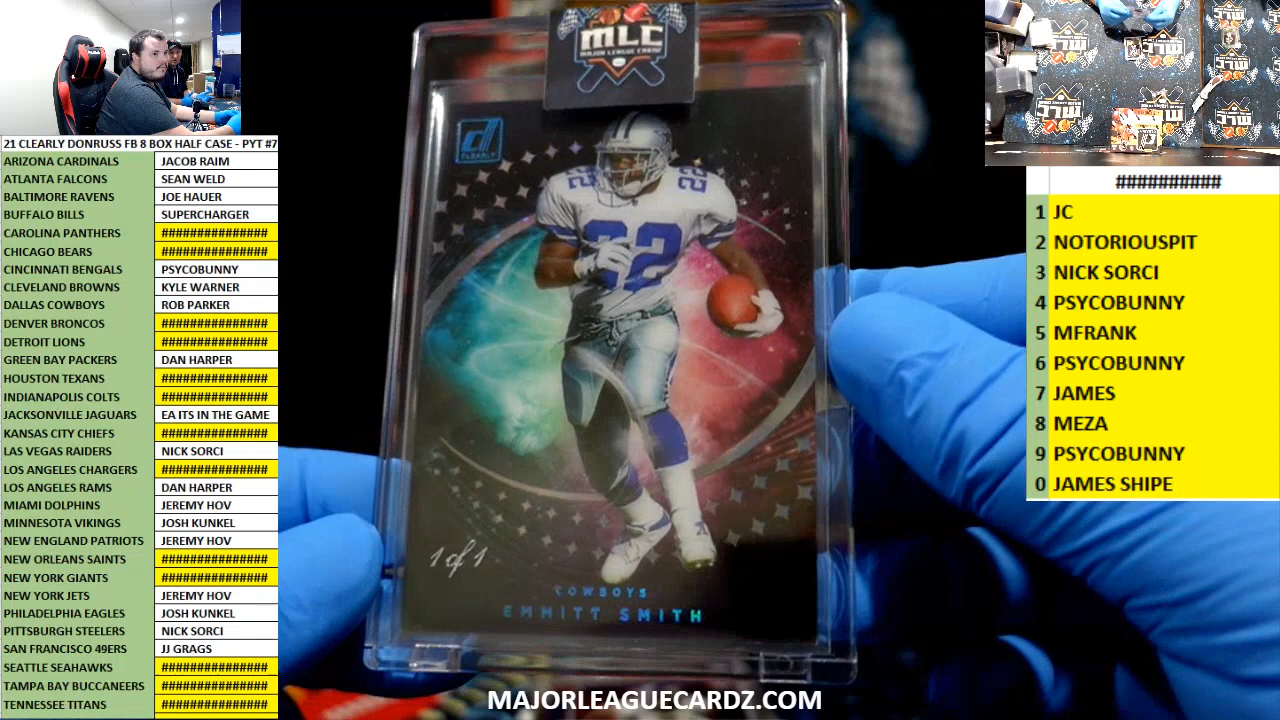 21 CLEARLY DONRUSS FB 8 BOX HALF CASE - PYT #7
ARIZONA CARDINALS JACOB RAIM
ATLANTA FALCONS SEAN WELD
BALTIMORE RAVENS JOE HAUER
BUFFALO BILLS SUPERCHARGER
CAROLINA PANTHERS ###############
CHICAGO BEARS ###############
CINCINNATI BENGALS PSYCOBUNNY
CLEVELAND BROWNS KYLE WARNER
DALLAS COWBOYS ROB PARKER
DENVER BRONCOS ###############
DETROIT LIONS ###############
GREEN BAY PACKERS DAN HARPER
HOUSTON TEXANS ###############
INDIANAPOLIS COLTS ###############
JACKSONVILLE JAGUARS EA ITS IN THE GAME
KANSAS CITY CHIEFS ###############
LAS VEGAS RAIDERS NICK SORCI
LOS ANGELES CHARGERS ###############
LOS ANGELES RAMS DAN HARPER
MIAMI DOLPHINS JEREMY HOV
MINNESOTA VIKINGS JOSH KUNKEL
NEW ENGLAND PATRIOTS JEREMY HOV
NEW ORLEANS SAINTS ###############
NEW YORK GIANTS ###############
NEW YORK JETS JEREMY HOV
PHILADELPHIA EAGLES JOSH KUNKEL
PITTSBURGH STEELERS NICK SORCI
SAN FRANCISCO 49ERS JJ GRAGS
SEATTLE SEAHAWKS ###############
TAMPA BAY BUCCANEERS ###############
TENNESSEE TITANS ###############
MLC
MAJOR LEAGUE CARDZ
CLEARLY
22
22
22
1 of 1
COWBOYS
EMMITT SMITH
MAJORLEAGUECARDZ.COM
##########
1 JC
2 NOTORIOUSPIT
3 NICK SORCI
4 PSYCOBUNNY
5 MFRANK
6 PSYCOBUNNY
7 JAMES
8 MEZA
9 PSYCOBUNNY
0 JAMES SHIPE